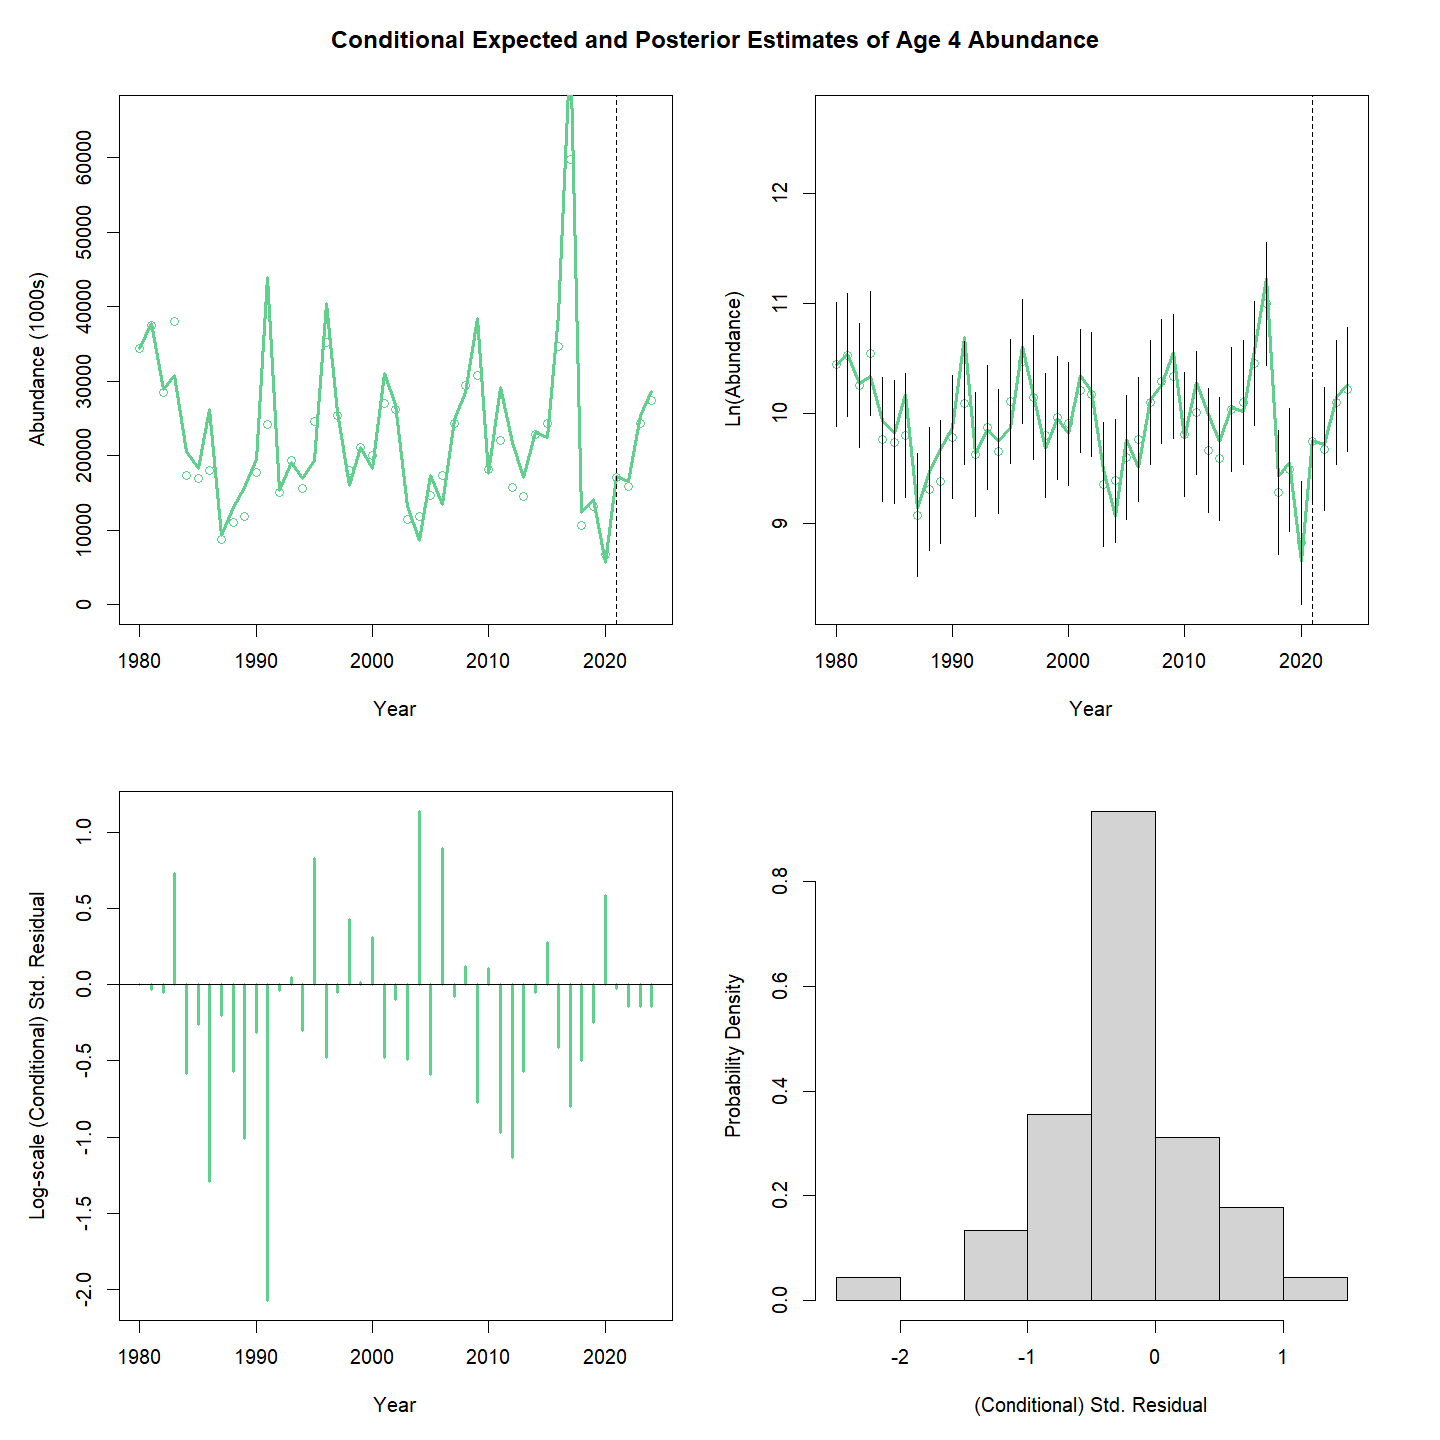 Conditional Expected and Posterior Estimates of Age 4 Abundance
Abundance (1000s)
60000
50000
40000
30000
20000
10000
0
1980 1990 2000 2010 2020
Year
Ln(Abundance)
12
11
10
9
1980 1990 2000 2010 2020
Year
Log-scale (Conditional) Std. Residual
1.0
0.5
0.0
-0.5
-1.0
-1.5
-2.0
1980 1990 2000 2010 2020
Year
Probability Density
0.8
0.6
0.4
0.2
0.0
-2 -1 0 1
(Conditional) Std. Residual